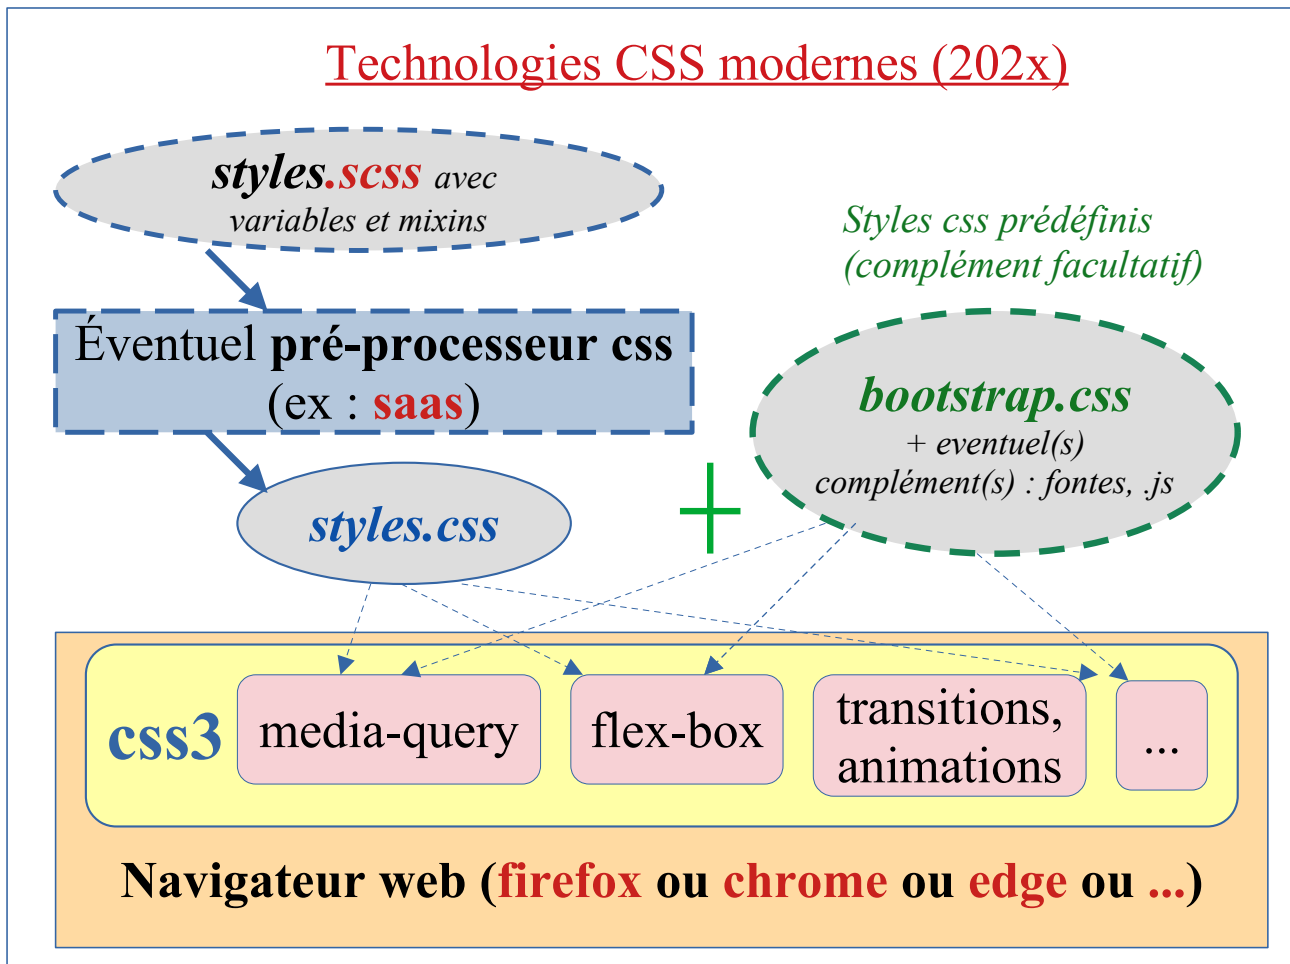 Technologies CSS modernes (202x)
styles.scss avec
variables et mixins
Styles css prédéfinis
(complément facultatif)
Éventuel pré-processeur css
(ex : saas)
bootstrap.css
+ eventuel(s)
complément(s) : fontes, .js
styles.css
+
css3
media-query
flex-box
transitions,
animations
...
Navigateur web (firefox ou chrome ou edge ou ...)